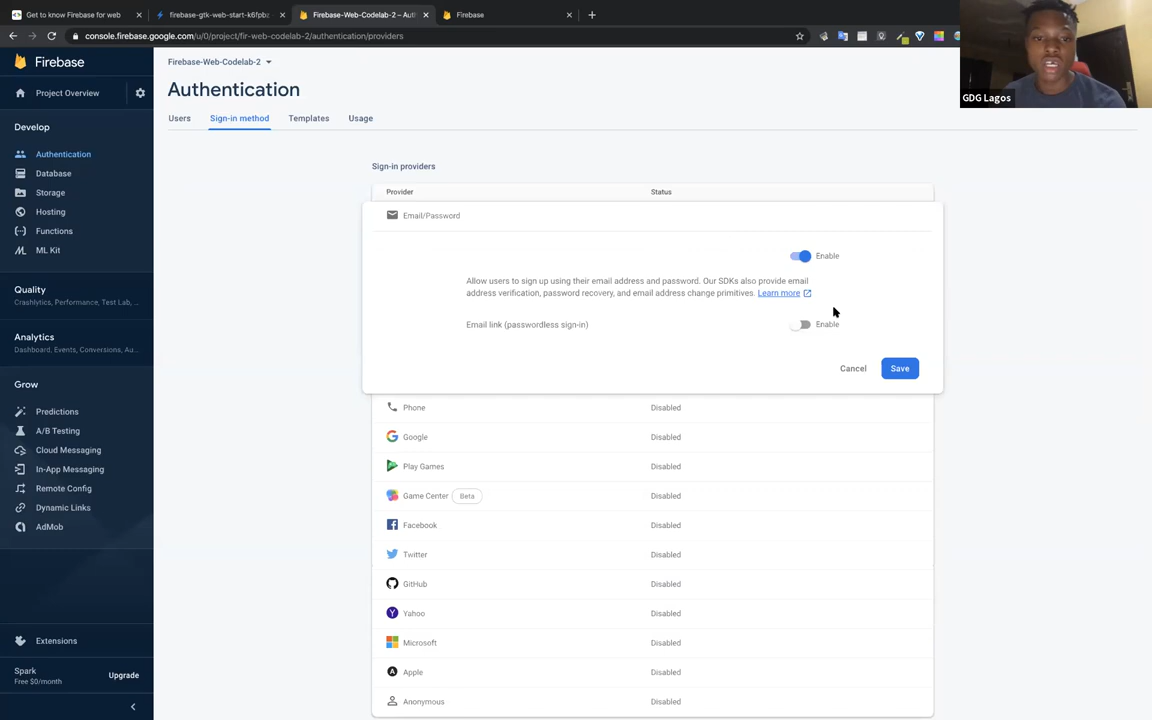 Get to know Firebase for web
firebase-gtk-web-start-k6fpbz
Firebase-Web-Codelab-2 – Aut
Firebase
console.firebase.google.com/u/0/project/fir-web-codelab-2/authentication/providers
GDG Lagos
Firebase
Project Overview
Develop
Authentication
Database
Storage
Hosting
Functions
ML Kit
Quality
Crashlytics, Performance, Test Lab, ...
Analytics
Dashboard, Events, Conversions, Au...
Grow
Predictions
A/B Testing
Cloud Messaging
In-App Messaging
Remote Config
Dynamic Links
AdMob
Extensions
Spark
Free $0/month
Upgrade
Firebase-Web-Codelab-2
Authentication
Users Sign-in method Templates Usage
Sign-in providers
Provider Status
Email/Password
Enable
Allow users to sign up using their email address and password. Our SDKs also provide email
address verification, password recovery, and email address change primitives. Learn more
Email link (passwordless sign-in) Enable
Cancel Save
Phone Disabled
Google Disabled
Play Games Disabled
Game Center Beta Disabled
Facebook Disabled
Twitter Disabled
GitHub Disabled
Yahoo Disabled
Microsoft Disabled
Apple Disabled
Anonymous Disabled